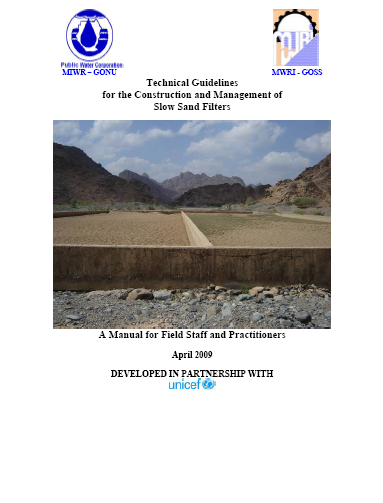 Public Water Corporation
MIWR – GONU
MWRI - GOSS
Technical Guidelines
for the Construction and Management of
Slow Sand Filters
A Manual for Field Staff and Practitioners
April 2009
DEVELOPED IN PARTNERSHIP WITH
unicef